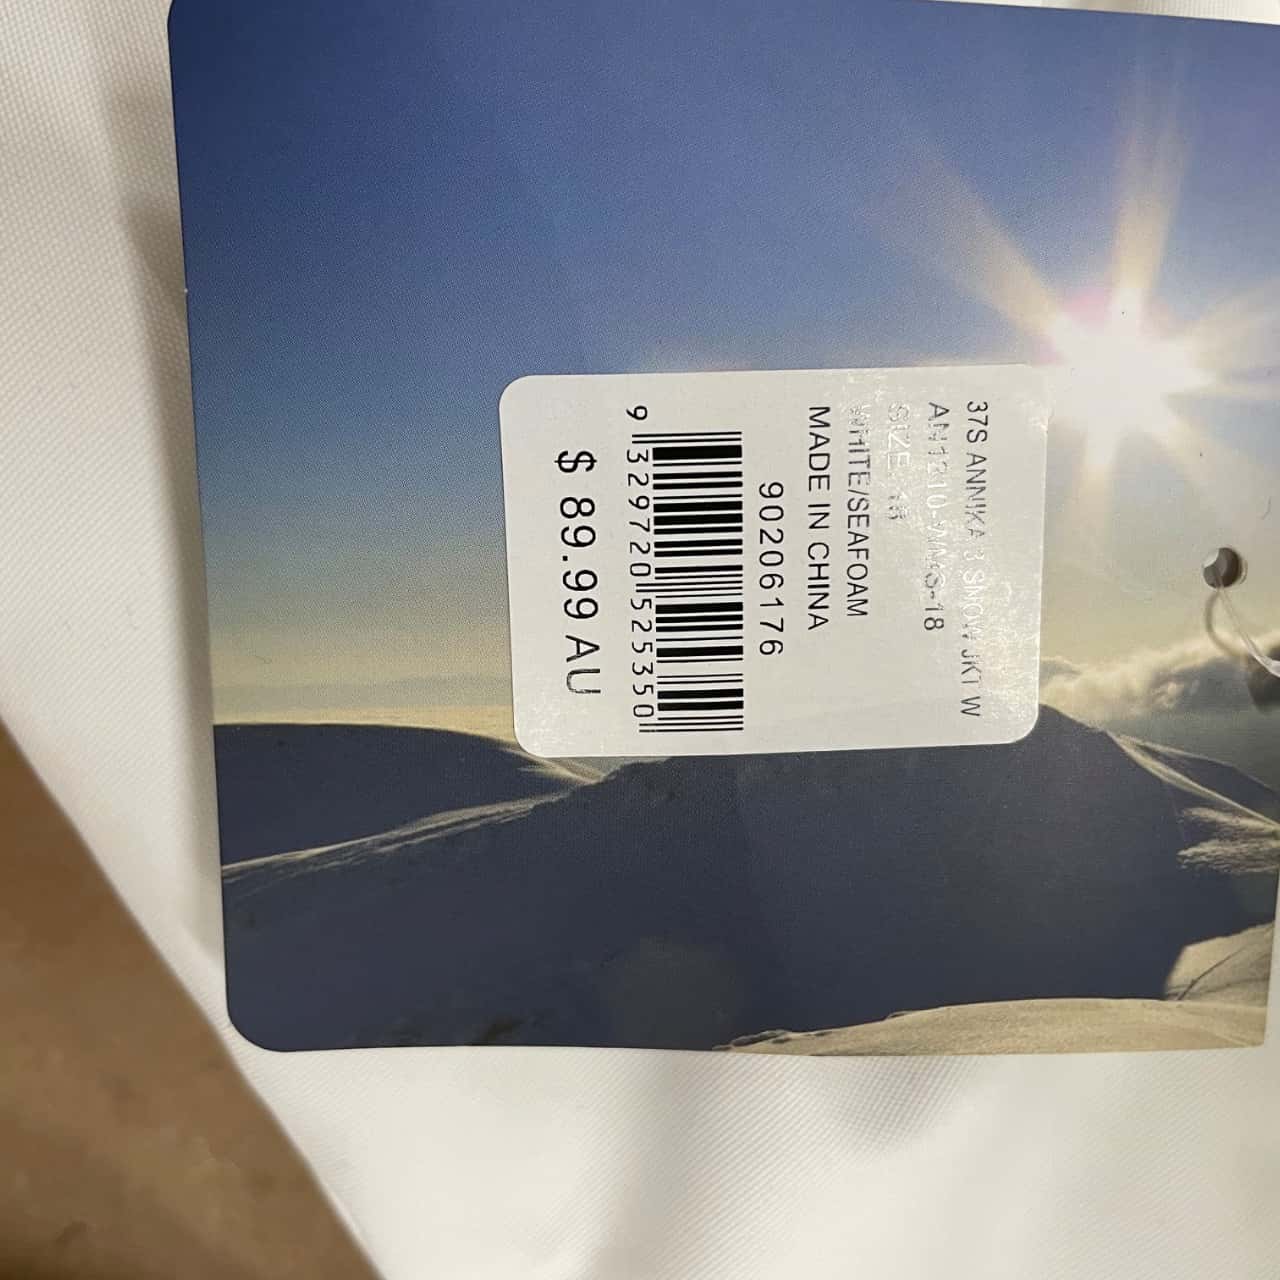 37S ANNIKA 3 SNOW JKT W
AN1210-WMS-18
SIZE 18
WHITE/SEAFOAM
MADE IN CHINA
90206176
9 329720 525350
$ 89.99 AU